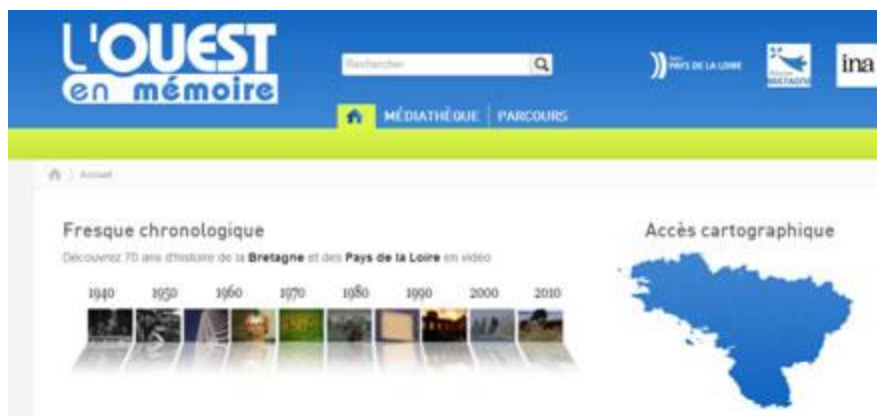 L'OUEST
en mémoire
Rechercher
PAYS DE LA LOIRE
BRETAGNE
ina
MÉDIATHÈQUE PARCOURS
Accueil
Fresque chronologique
Accès cartographique
Découvrez 70 ans d'histoire de la Bretagne et des Pays de la Loire en vidéo
1940 1950 1960 1970 1980 1990 2000 2010